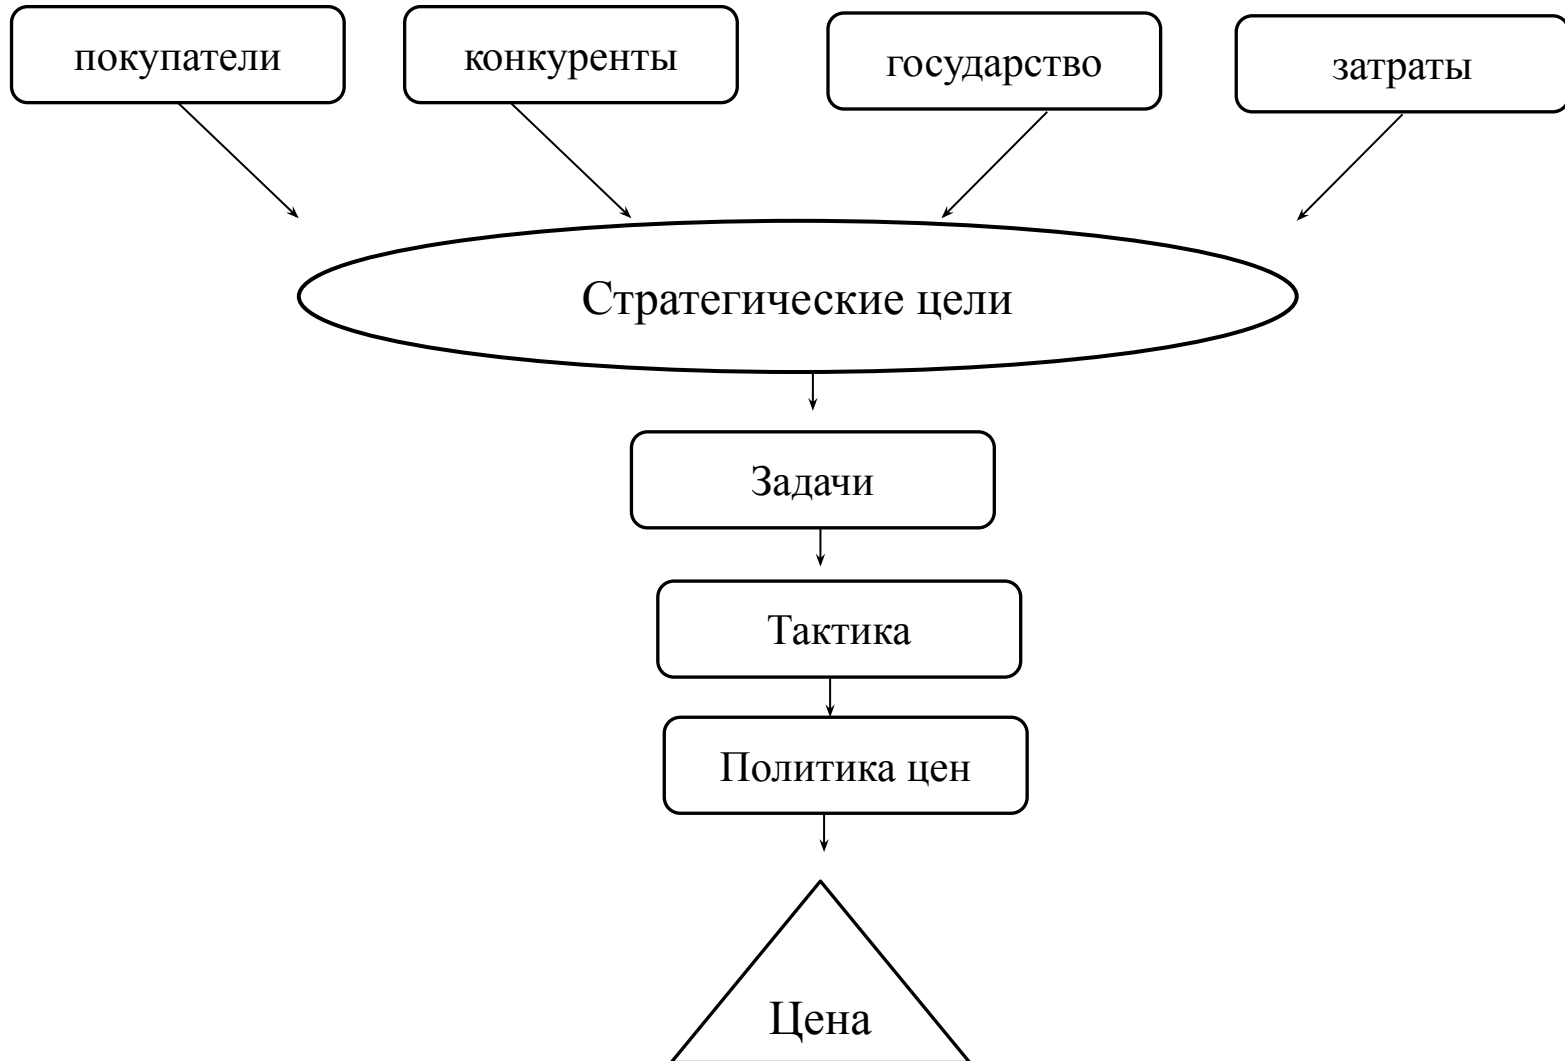 покупатели
конкуренты
государство
затраты
Стратегические цели
Задачи
Тактика
Политика цен
Цена